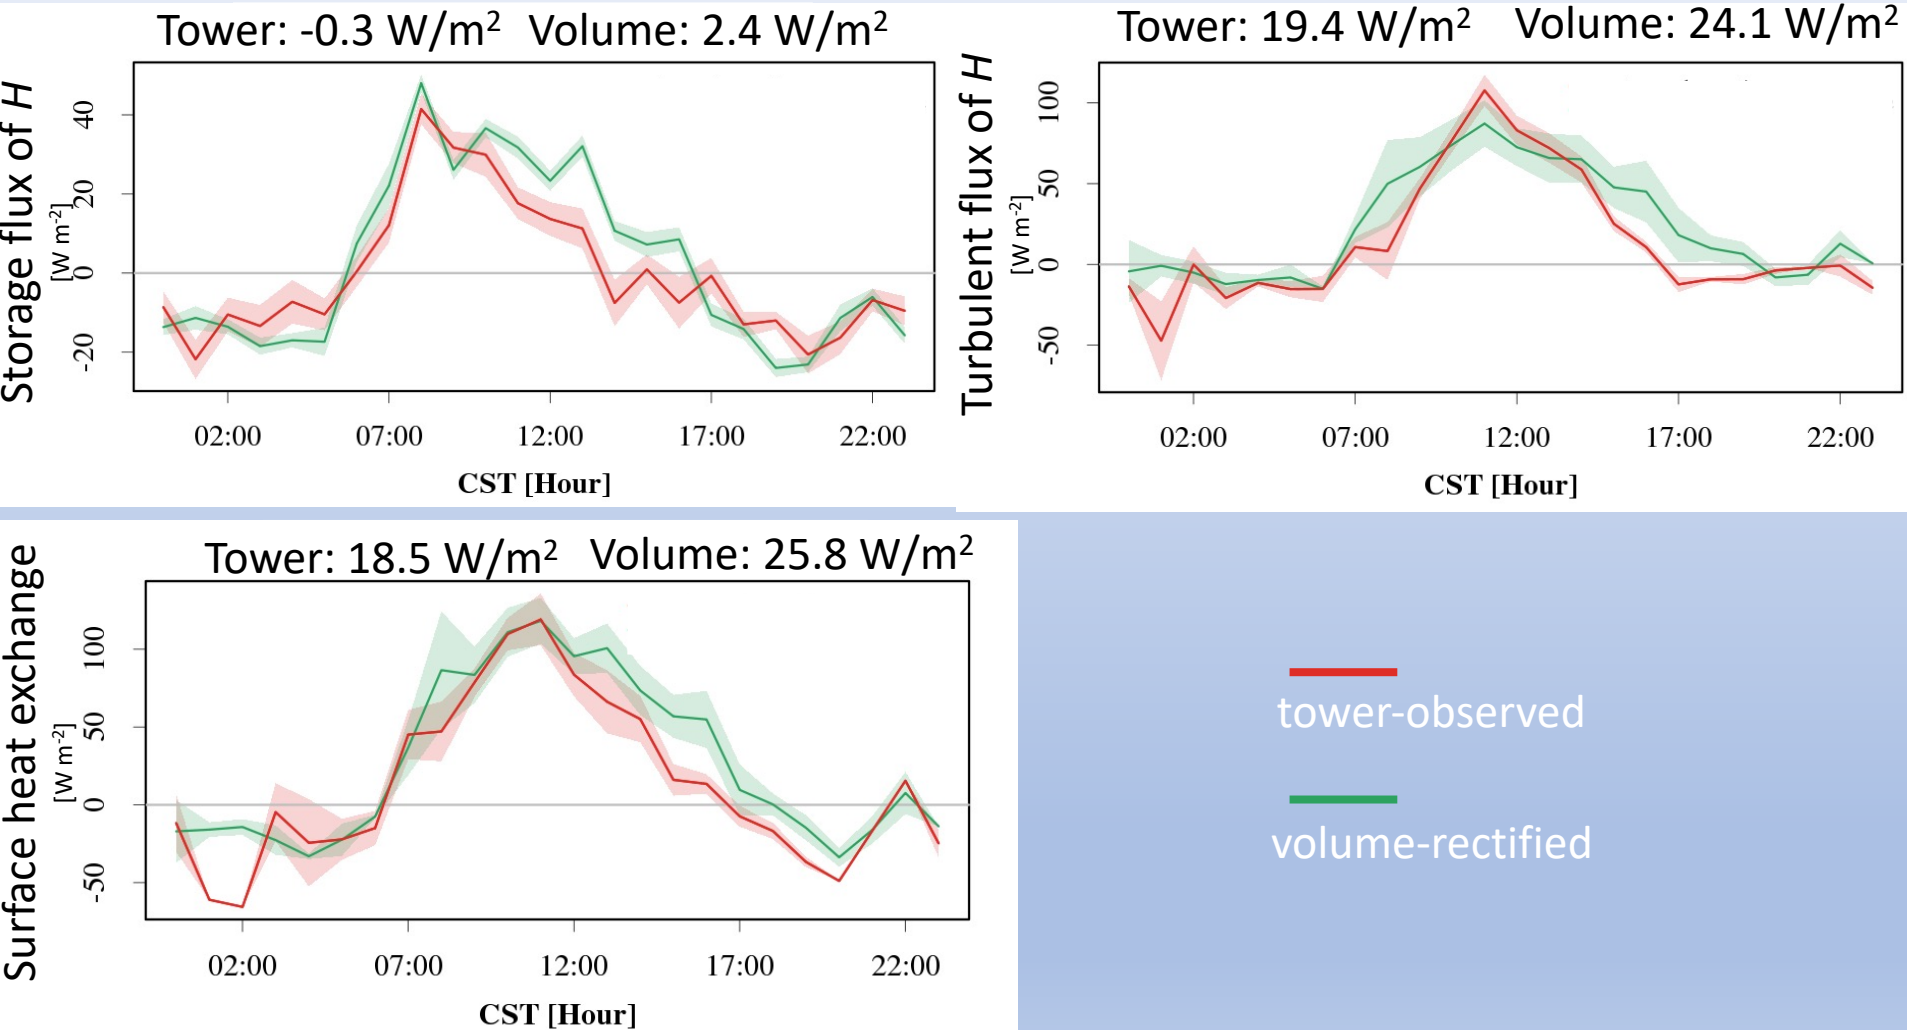 Tower: -0.3 W/m² Volume: 2.4 W/m²
Storage flux of H
[W m⁻²]
40
20
0
-20
02:00 07:00 12:00 17:00 22:00
CST [Hour]
Tower: 19.4 W/m² Volume: 24.1 W/m²
Turbulent flux of H
[W m⁻²]
100
50
0
-50
02:00 07:00 12:00 17:00 22:00
CST [Hour]
Tower: 18.5 W/m² Volume: 25.8 W/m²
Surface heat exchange
[W m⁻²]
100
50
0
-50
02:00 07:00 12:00 17:00 22:00
CST [Hour]
tower-observed
volume-rectified